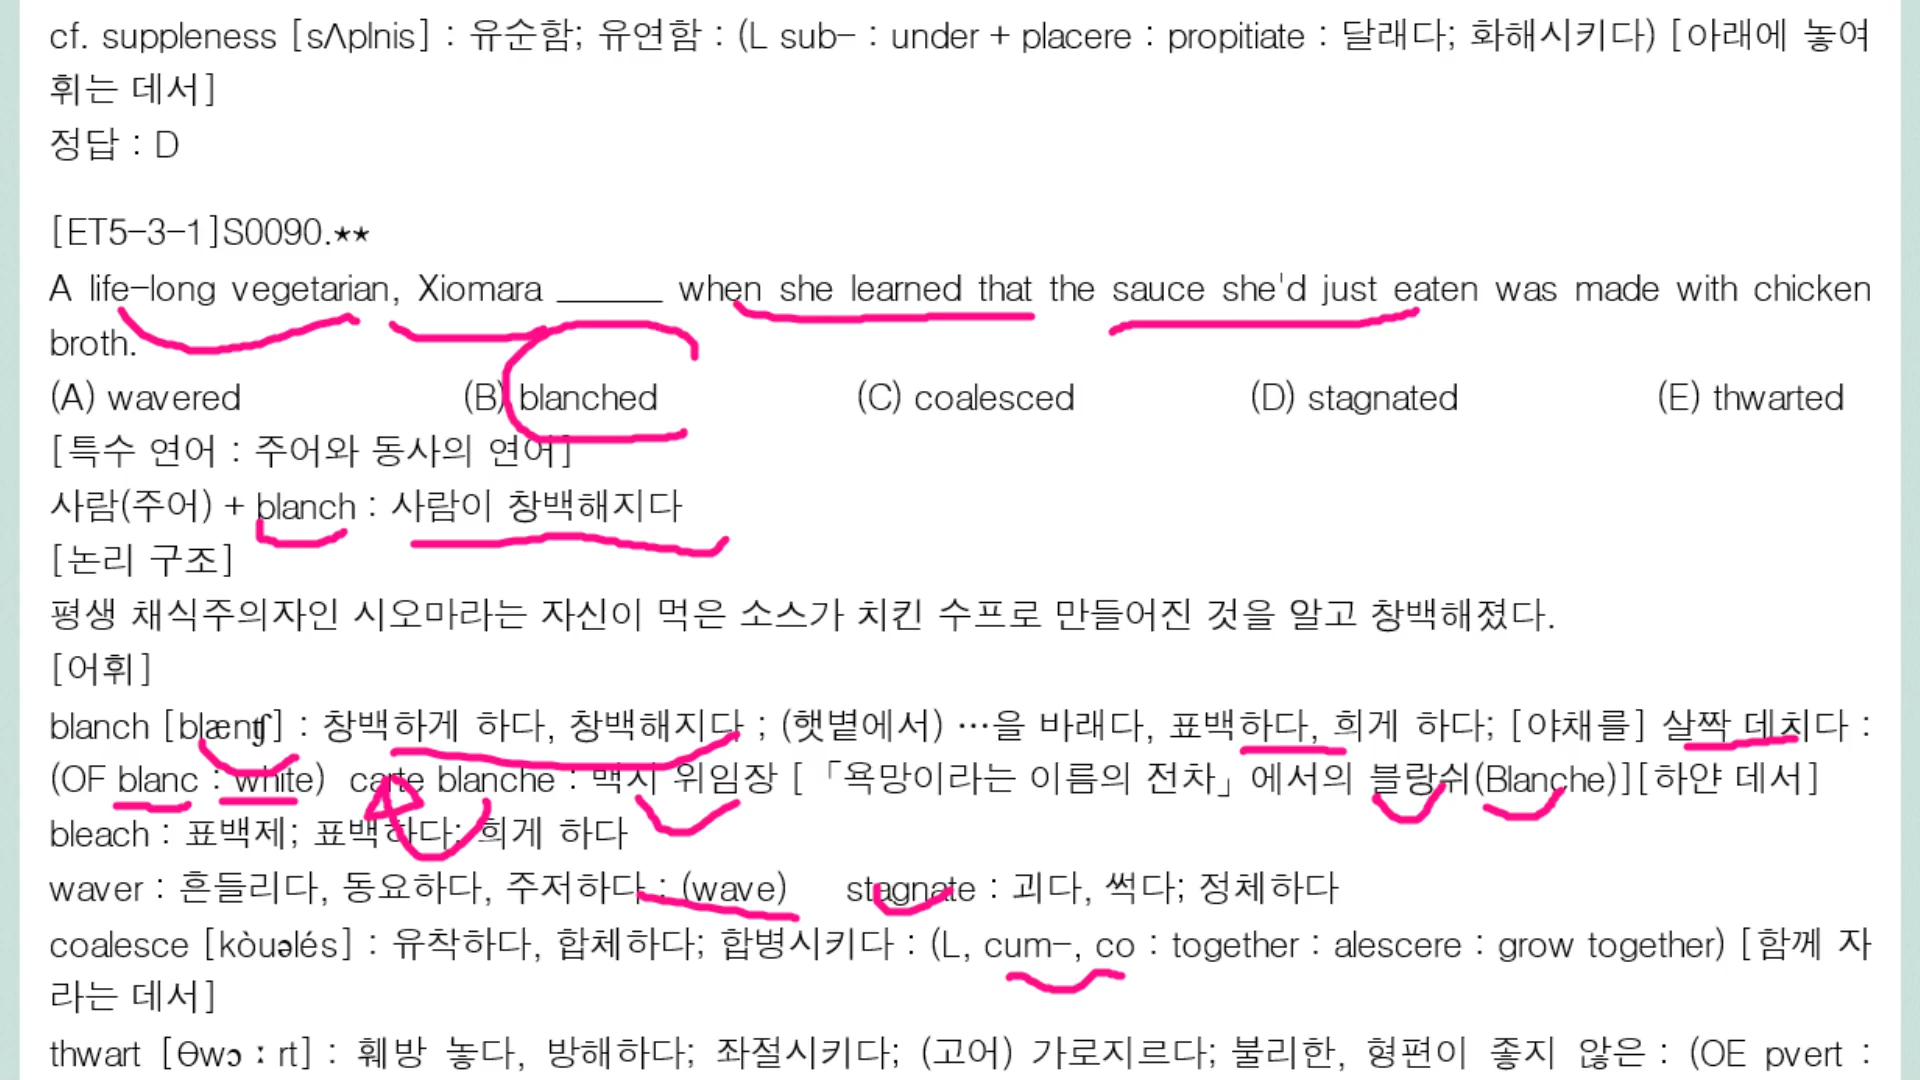 cf. suppleness [sΛplnis] : 유순함; 유연함 : (L sub- : under + placere : propitiate : 달래다; 화해시키다) [아래에 놓여
휘는 데서]
정답 : D
[ET5-3-1]S0090.★★
A life-long vegetarian, Xiomara ______ when she learned that the sauce she'd just eaten was made with chicken
broth.
(A) wavered (B) blanched (C) coalesced (D) stagnated (E) thwarted
[특수 연어 : 주어와 동사의 연어]
사람(주어) + blanch : 사람이 창백해지다
[논리 구조]
평생 채식주의자인 시오마라는 자신이 먹은 소스가 치킨 수프로 만들어진 것을 알고 창백해졌다.
[어휘]
blanch [blæntʃ] : 창백하게 하다, 창백해지다 ; (햇볕에서) …을 바래다, 표백하다, 희게 하다; [야채를] 살짝 데치다 :
(OF blanc : white) carte blanche : 백지 위임장 [「욕망이라는 이름의 전차」에서의 블랑쉬(Blanche)][하얀 데서]
bleach : 표백제; 표백하다; 희게 하다
waver : 흔들리다, 동요하다, 주저하다 : (wave) stagnate : 괴다, 썩다; 정체하다
coalesce [kòuəlés] : 유착하다, 합체하다; 합병시키다 : (L, cum-, co : together : alescere : grow together) [함께 자
라는 데서]
thwart [θwɔːrt] : 훼방 놓다, 방해하다; 좌절시키다; (고어) 가로지르다; 불리한, 형편이 좋지 않은 : (OE pvert :